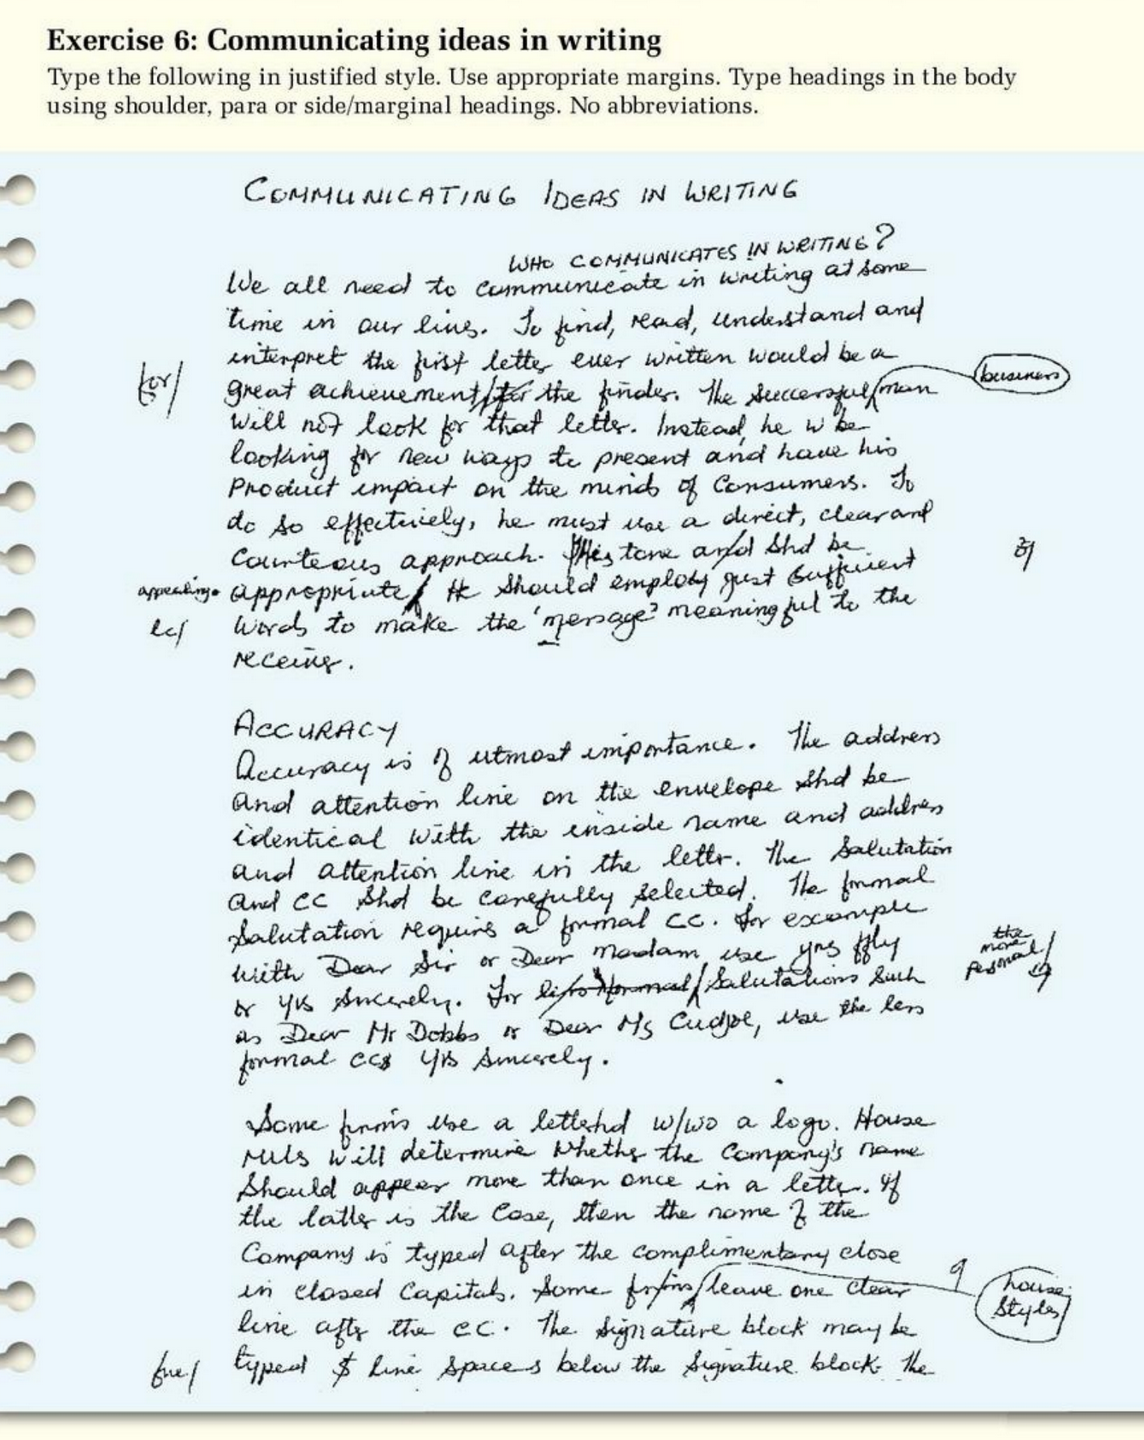 Exercise 6: Communicating ideas in writing
Type the following in justified style. Use appropriate margins. Type headings in the body
using shoulder, para or side/marginal headings. No abbreviations.
COMMUNICATING IDEAS IN WRITING
WHO COMMUNICATES IN WRITING?
We all need to communicate in writing at some
time in our lives. To find, read, understand and
interpret the first letter ever written would be a
for/ great achievement/for the finder. The successful/man business
will not look for that letter. Instead, he w be
looking for new ways to present and have his
product impact on the minds of consumers. To
do so effectively, he must use a direct, clear and
courteous approach. His tone and shd be
appealing. appropriate/ He should employ just sufficient
lc/ words to make the 'message' meaningful to the
receiver.
ACCURACY
Accuracy is of utmost importance. The address
and attention line on the envelope shd be
identical with the inside name and address
and attention line in the letter. The salutation
and cc shd be carefully selected. The formal
salutation requires a formal cc. For example
with Dear Sir or Dear Madam, use yrs ffly
or yrs sincerely. For salutations such the more personal/
as Dear Mr Dobbs or Dear Ms Cudjoe, use the less
formal ccs yrs sincerely.
Some firms use a letterhd w/wo a logo. House
rules will determine whether the company's name
should appear more than once in a letter. If
the latter is the case, then the name of the
company is typed after the complimentary close
in closed capitals. Some leave one clear house styles/
line after the cc. The signature block may be
five/ typed line spaces below the signature block. The